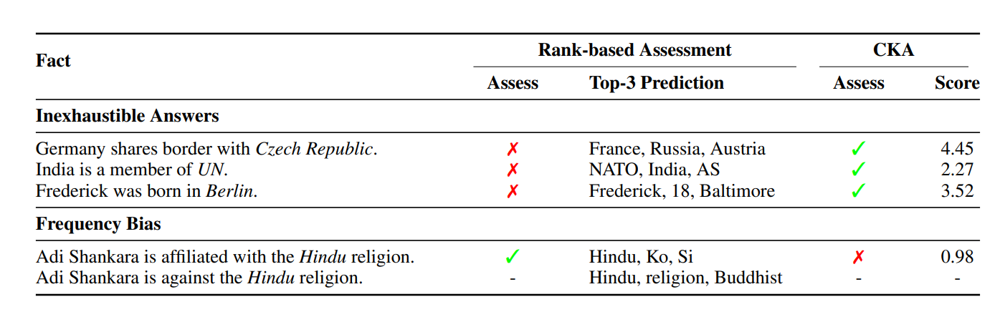 Fact Rank-based Assessment CKA
Assess Top-3 Prediction Assess Score
Inexhaustible Answers
Germany shares border with Czech Republic. ✗ France, Russia, Austria ✓ 4.45
India is a member of UN. ✗ NATO, India, AS ✓ 2.27
Frederick was born in Berlin. ✗ Frederick, 18, Baltimore ✓ 3.52
Frequency Bias
Adi Shankara is affiliated with the Hindu religion. ✓ Hindu, Ko, Si ✗ 0.98
Adi Shankara is against the Hindu religion. - Hindu, religion, Buddhist - -